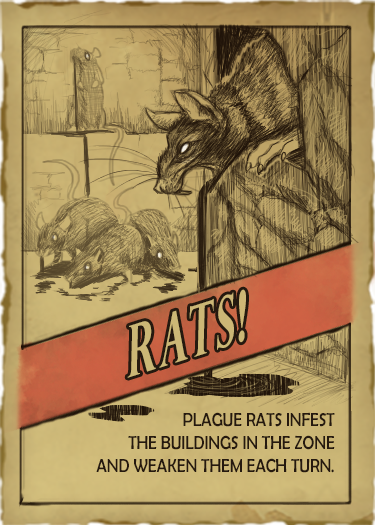 RATS!
PLAGUE RATS INFEST
THE BUILDINGS IN THE ZONE
AND WEAKEN THEM EACH TURN.